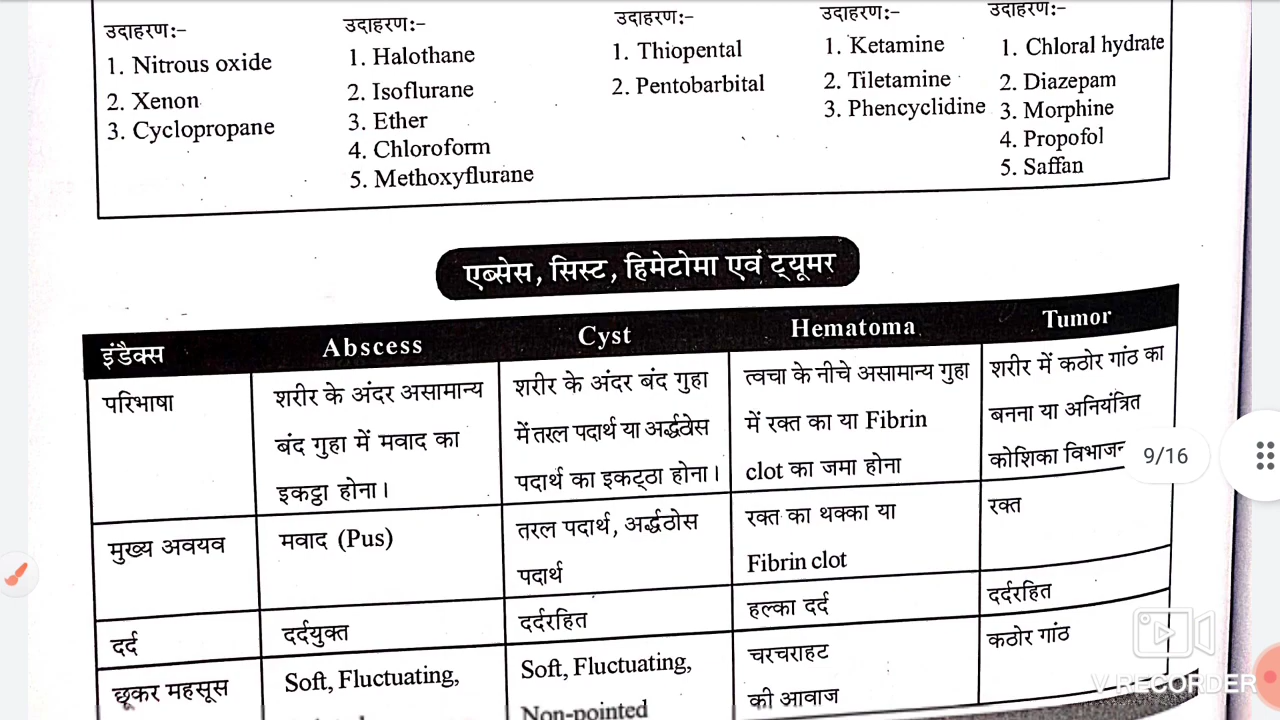 उदाहरण:-
1. Nitrous oxide
2. Xenon
3. Cyclopropane
उदाहरण:-
1. Halothane
2. Isoflurane
3. Ether
4. Chloroform
5. Methoxyflurane
उदाहरण:-
1. Thiopental
2. Pentobarbital
उदाहरण:-
1. Ketamine
2. Tiletamine
3. Phencyclidine
उदाहरण:-
1. Chloral hydrate
2. Diazepam
3. Morphine
4. Propofol
5. Saffan
एब्सेस, सिस्ट, हिमेटोमा एवं ट्यूमर
इंडैक्स
Abscess
Cyst
Hematoma
Tumor
परिभाषा
शरीर के अंदर असामान्य
बंद गुहा में मवाद का
इकट्ठा होना।
शरीर के अंदर बंद गुहा
में तरल पदार्थ या अर्द्धठोस
पदार्थ का इकट्ठा होना।
त्वचा के नीचे असामान्य गुहा
में रक्त का या Fibrin
clot का जमा होना
शरीर में कठोर गांठ का
बनना या अनियंत्रित
कोशिका विभाजन
9/16
मुख्य अवयव
मवाद (Pus)
तरल पदार्थ, अर्द्धठोस
पदार्थ
रक्त का थक्का या
Fibrin clot
रक्त
दर्द
दर्दयुक्त
दर्दरहित
हल्का दर्द
दर्दरहित
छूकर महसूस
Soft, Fluctuating,
Soft, Fluctuating,
Non-pointed
चरचराहट
की आवाज
कठोर गांठ
V RECORDER